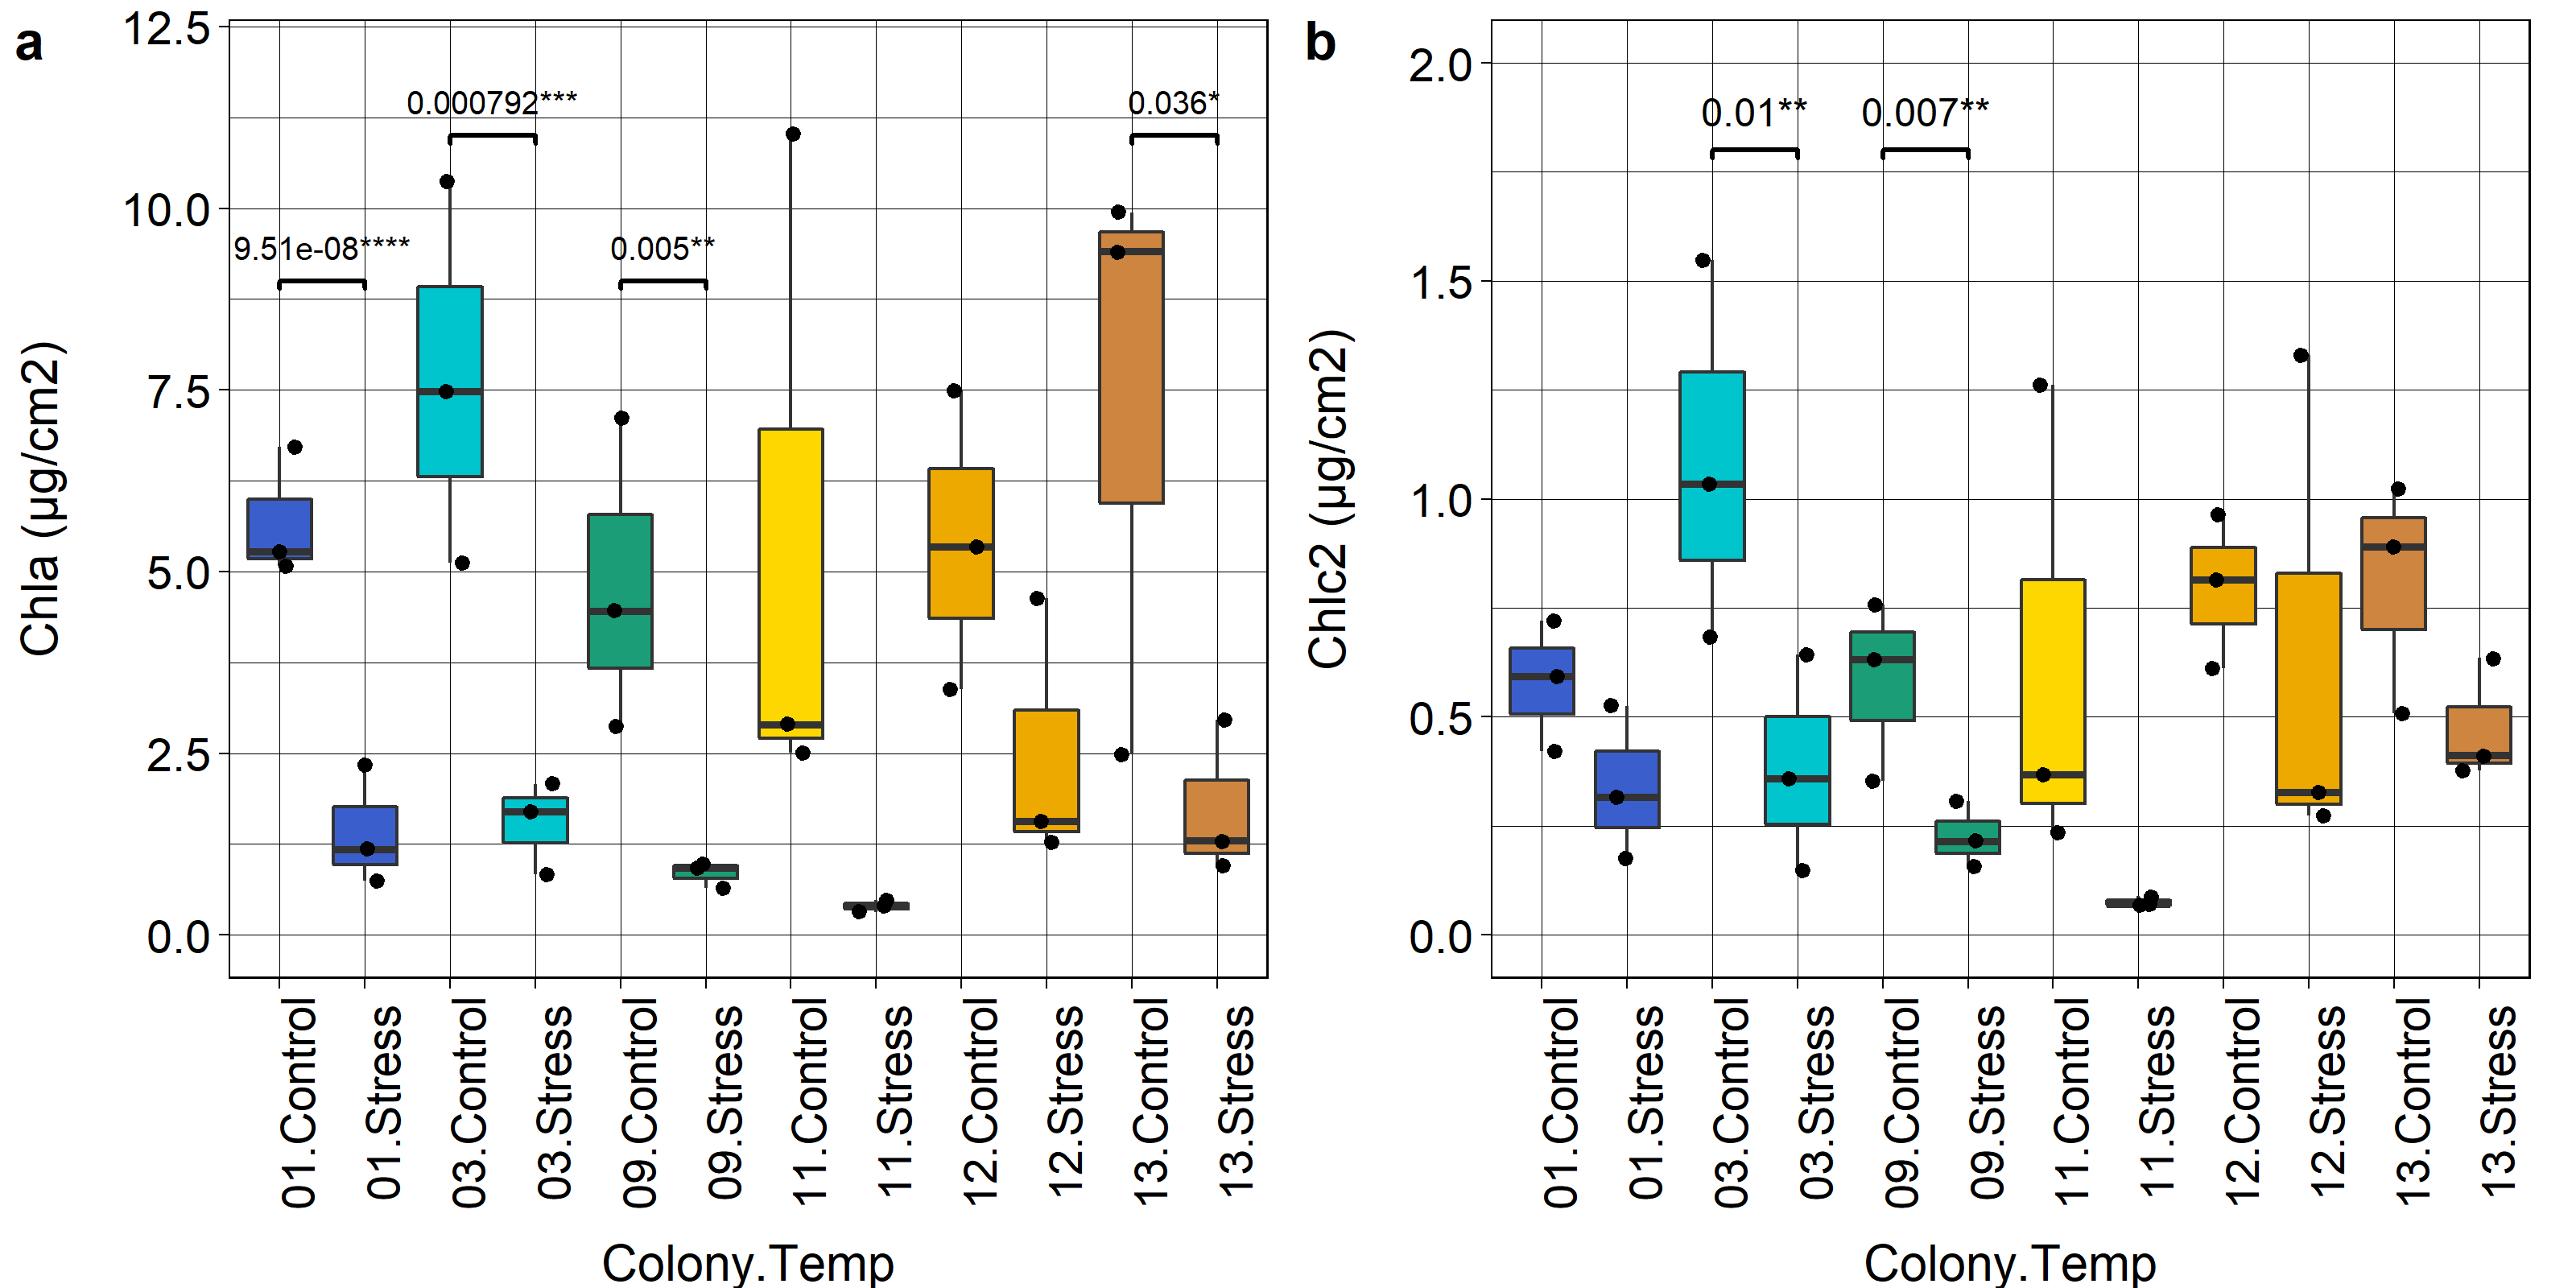 a
12.5
10.0
7.5
5.0
2.5
0.0
Chla (µg/cm2)
9.51e-08****
0.000792***
0.005**
0.036*
01.Control
01.Stress
03.Control
03.Stress
09.Control
09.Stress
11.Control
11.Stress
12.Control
12.Stress
13.Control
13.Stress
Colony.Temp
b
2.0
1.5
1.0
0.5
0.0
Chlc2 (µg/cm2)
0.01**
0.007**
01.Control
01.Stress
03.Control
03.Stress
09.Control
09.Stress
11.Control
11.Stress
12.Control
12.Stress
13.Control
13.Stress
Colony.Temp